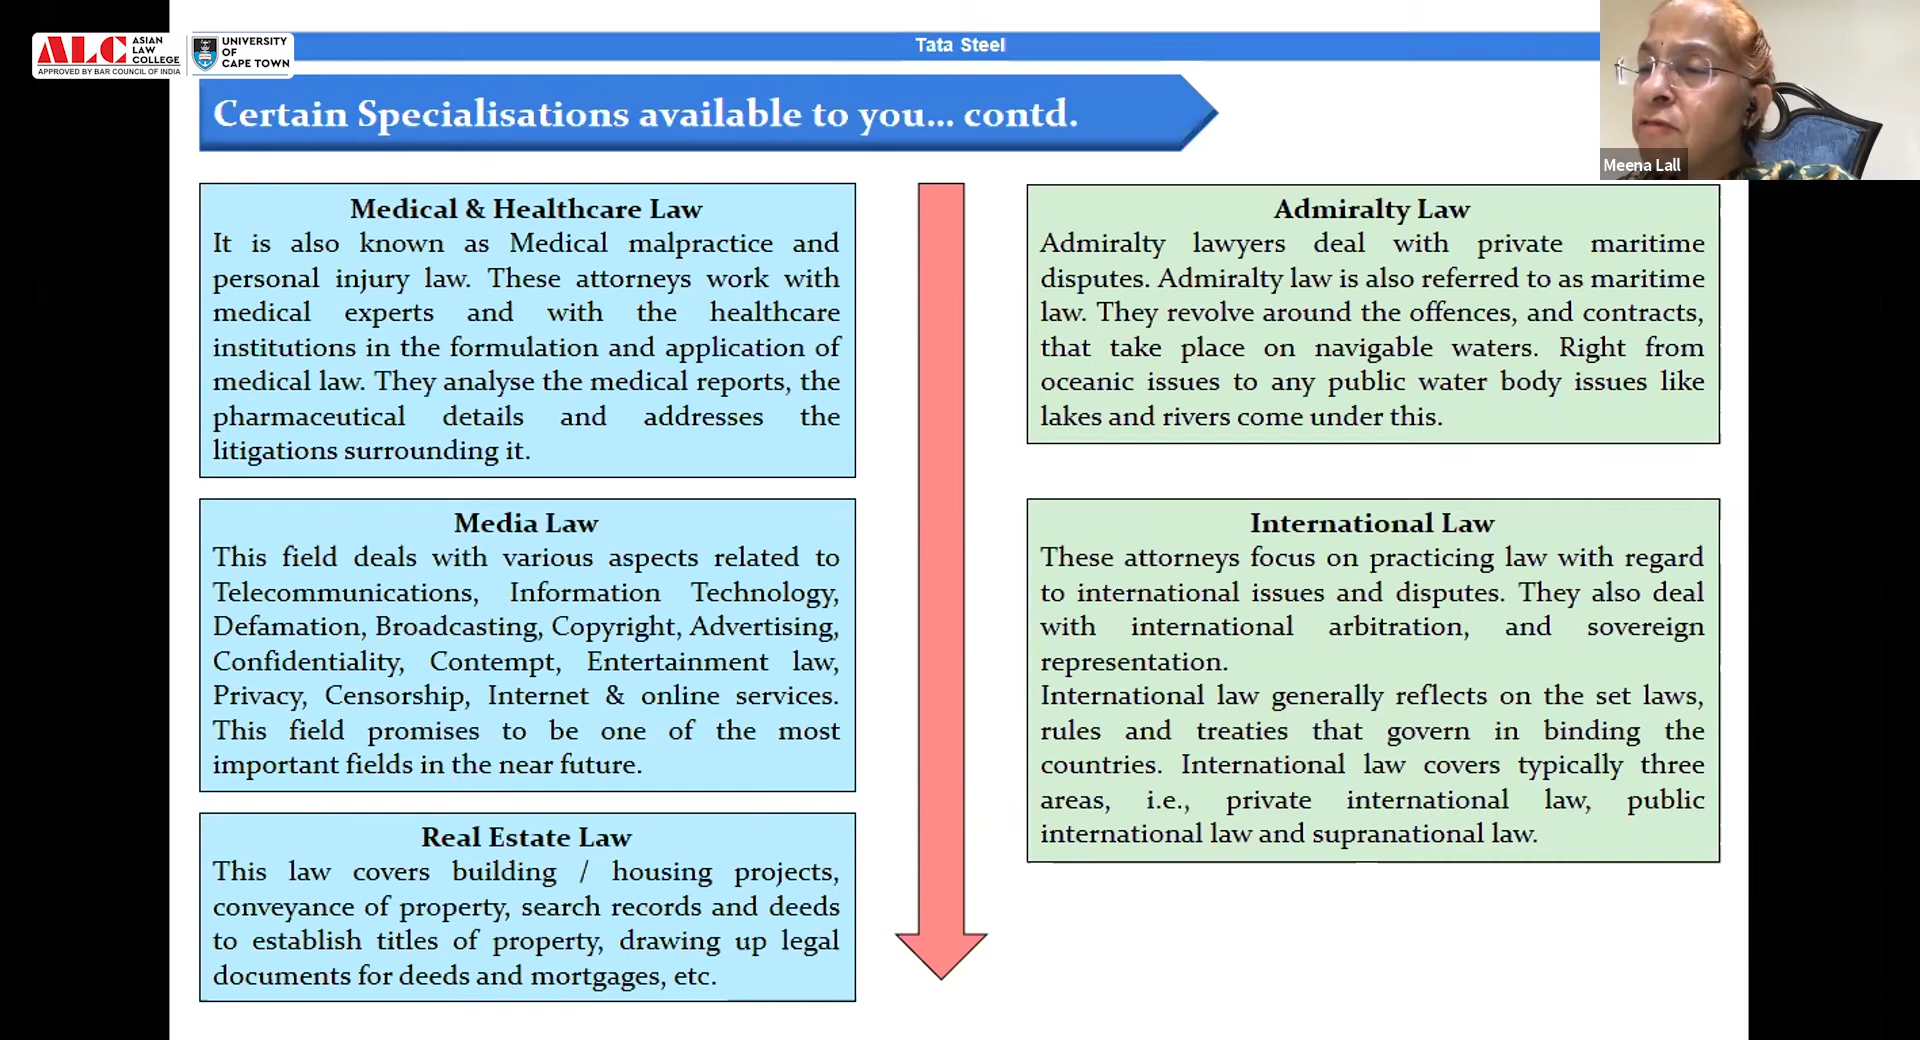 ALC ASIAN
LAW
COLLEGE
APPROVED BY BAR COUNCIL OF INDIA
UNIVERSITY
OF
CAPE TOWN
Tata Steel
Certain Specialisations available to you... contd.
Meena Lall
Medical & Healthcare Law
It is also known as Medical malpractice and
personal injury law. These attorneys work with
medical experts and with the healthcare
institutions in the formulation and application of
medical law. They analyse the medical reports, the
pharmaceutical details and addresses the
litigations surrounding it.
Media Law
This field deals with various aspects related to
Telecommunications, Information Technology,
Defamation, Broadcasting, Copyright, Advertising,
Confidentiality, Contempt, Entertainment law,
Privacy, Censorship, Internet & online services.
This field promises to be one of the most
important fields in the near future.
Real Estate Law
This law covers building / housing projects,
conveyance of property, search records and deeds
to establish titles of property, drawing up legal
documents for deeds and mortgages, etc.
Admiralty Law
Admiralty lawyers deal with private maritime
disputes. Admiralty law is also referred to as maritime
law. They revolve around the offences, and contracts,
that take place on navigable waters. Right from
oceanic issues to any public water body issues like
lakes and rivers come under this.
International Law
These attorneys focus on practicing law with regard
to international issues and disputes. They also deal
with international arbitration, and sovereign
representation.
International law generally reflects on the set laws,
rules and treaties that govern in binding the
countries. International law covers typically three
areas, i.e., private international law, public
international law and supranational law.